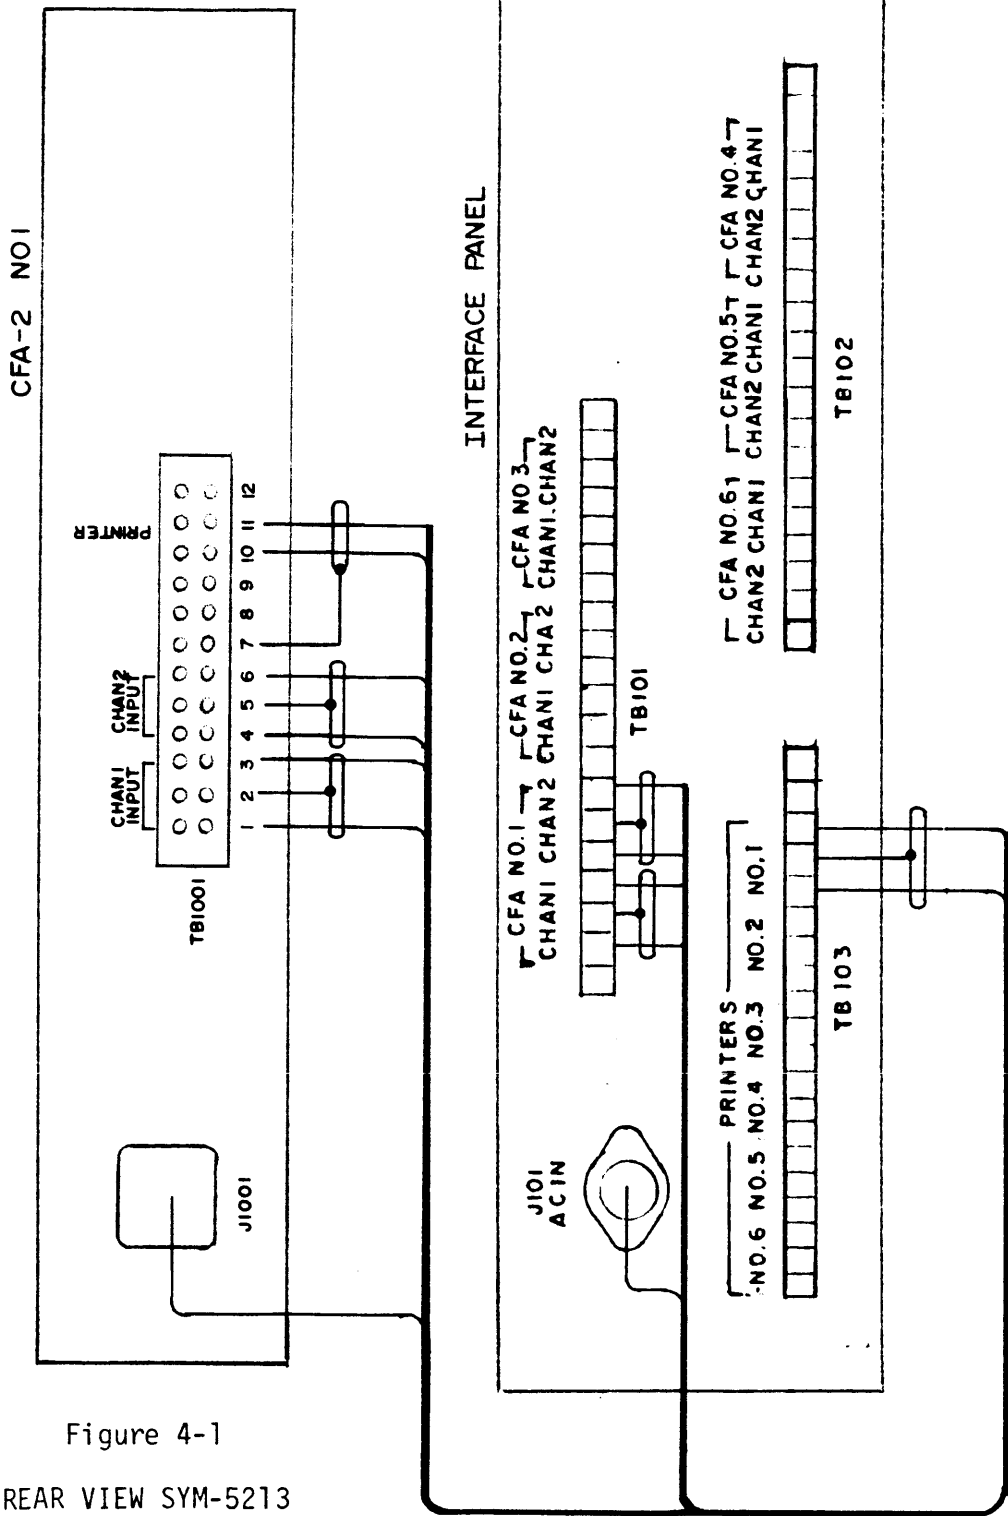 CFA-2 NO1
PRINTER
CHAN2
INPUT
CHAN1
INPUT
1 2 3 4 5 6 7 8 9 10 11 12
TB1001
J1001
INTERFACE PANEL
CFA NO.1 CFA NO.2 CFA NO3
CHAN1 CHAN2 CHAN1 CHA2 CHAN1 CHAN2
TB101
J101
AC IN
CFA NO.6 CFA NO.5 CFA NO.4
CHAN2 CHAN1 CHAN2 CHAN1 CHAN2 CHAN1
TB102
PRINTERS
NO.6 NO.5 NO.4 NO.3 NO.2 NO.1
TB103
Figure 4-1
REAR VIEW SYM-5213